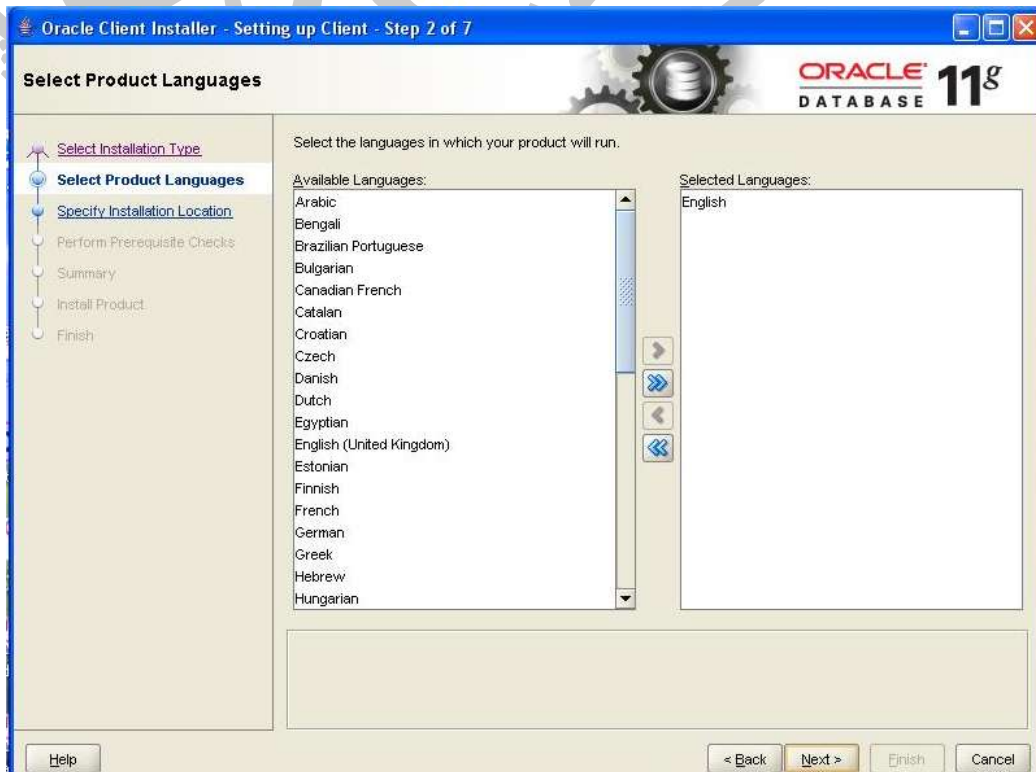 Oracle Client Installer - Setting up Client - Step 2 of 7
Select Product Languages
ORACLE DATABASE 11g
Select Installation Type
Select Product Languages
Specify Installation Location
Perform Prerequisite Checks
Summary
Install Product
Finish
Select the languages in which your product will run.
Available Languages:
Arabic
Bengali
Brazilian Portuguese
Bulgarian
Canadian French
Catalan
Croatian
Czech
Danish
Dutch
Egyptian
English (United Kingdom)
Estonian
Finnish
French
German
Greek
Hebrew
Hungarian
Selected Languages:
English
Help
< Back
Next >
Finish
Cancel